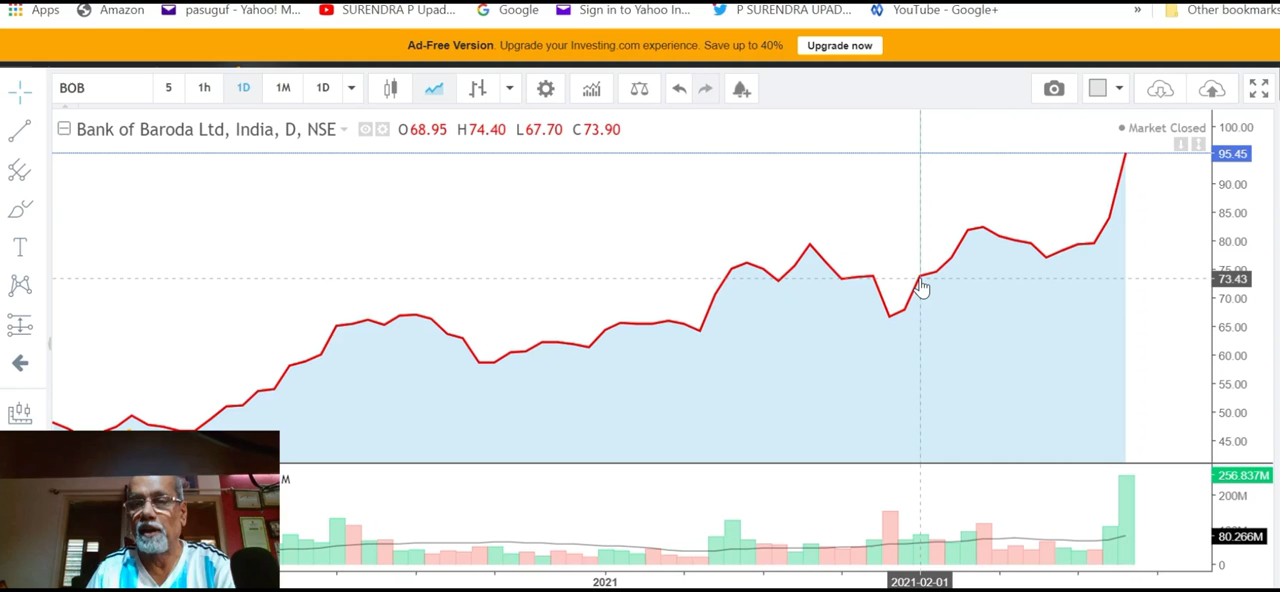 Apps Amazon pasuguf - Yahoo! M... SURENDRA P Upad... Google Sign in to Yahoo In... P SURENDRA UPAD... YouTube - Google+ » Other bookmarks
Ad-Free Version. Upgrade your Investing.com experience. Save up to 40% Upgrade now
BOB 5 1h 1D 1M 1D
Bank of Baroda Ltd, India, D, NSE O68.95 H74.40 L67.70 C73.90
Market Closed
100.00
95.45
90.00
85.00
80.00
73.43
70.00
65.00
60.00
55.00
50.00
45.00
M
256.837M
200M
80.266M
0
2021 2021-02-01